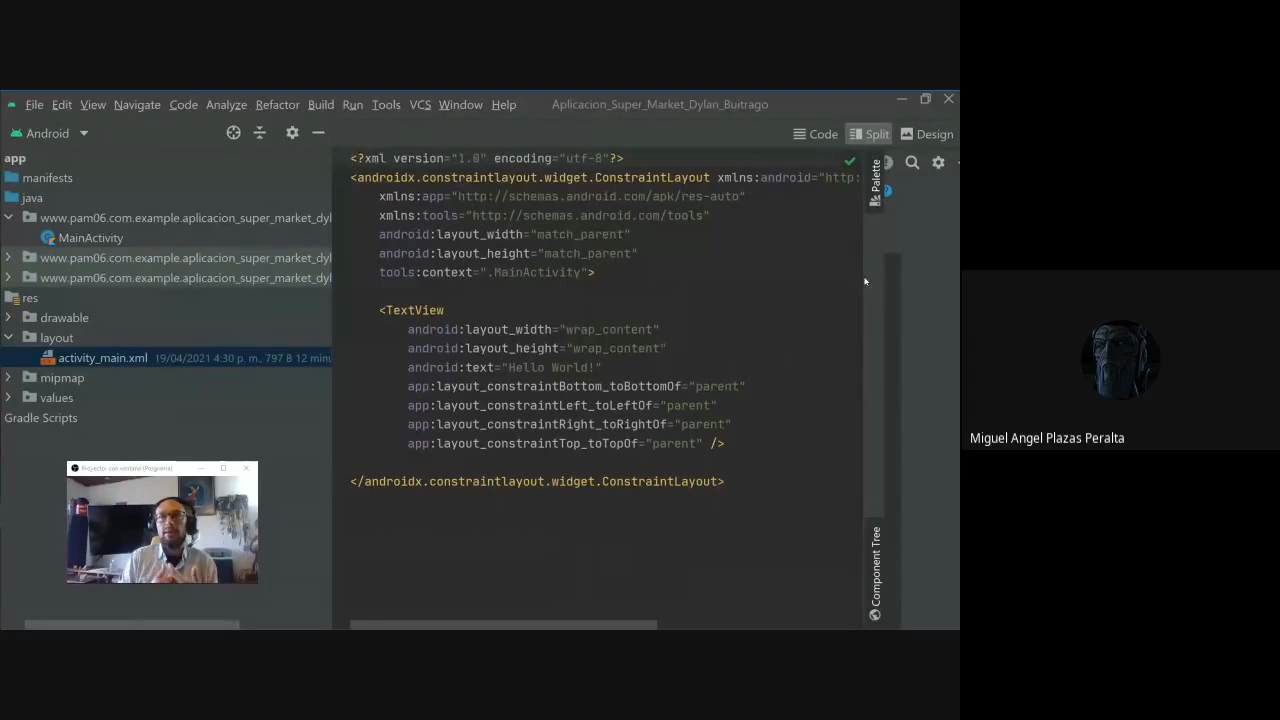 File Edit View Navigate Code Analyze Refactor Build Run Tools VCS Window Help Aplicacion_Super_Market_Dylan_Buitrago
Android
Code Split Design
app
manifests
java
www.pam06.com.example.aplicacion_super_market_dyl
MainActivity
www.pam06.com.example.aplicacion_super_market_dyl
www.pam06.com.example.aplicacion_super_market_dyl
res
drawable
layout
activity_main.xml 19/04/2021 4:30 p. m., 797 B 12 minu
mipmap
values
Gradle Scripts
Proyector con ventana (Programa)
<?xml version="1.0" encoding="utf-8"?>
<androidx.constraintlayout.widget.ConstraintLayout xmlns:android="http:
xmlns:app="http://schemas.android.com/apk/res-auto"
xmlns:tools="http://schemas.android.com/tools"
android:layout_width="match_parent"
android:layout_height="match_parent"
tools:context=".MainActivity">
<TextView
android:layout_width="wrap_content"
android:layout_height="wrap_content"
android:text="Hello World!"
app:layout_constraintBottom_toBottomOf="parent"
app:layout_constraintLeft_toLeftOf="parent"
app:layout_constraintRight_toRightOf="parent"
app:layout_constraintTop_toTopOf="parent" />
</androidx.constraintlayout.widget.ConstraintLayout>
Palette
Component Tree
Miguel Angel Plazas Peralta